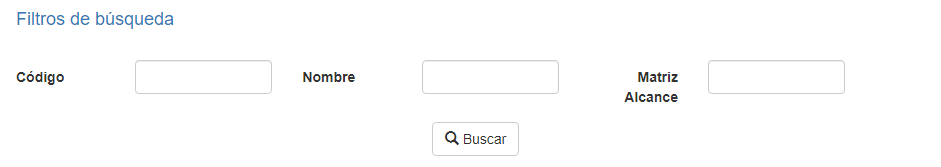 Filtros de búsqueda
Código Nombre Matriz
Alcance
Buscar